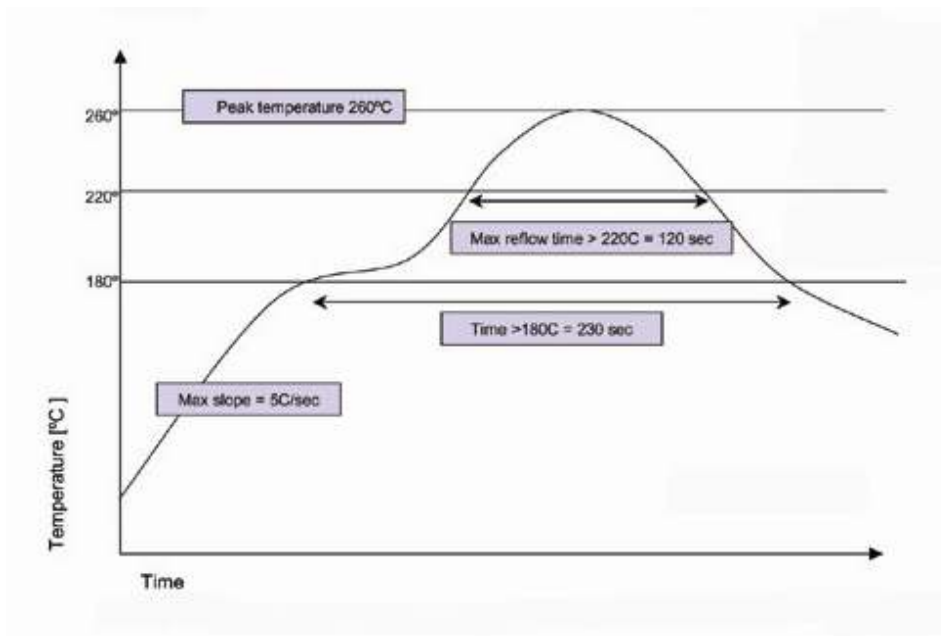 Peak temperature 260ºC
260º
220º
Max reflow time > 220C = 120 sec
180º
Time >180C = 230 sec
Max slope = 5C/sec
Temperature [ºC ]
Time